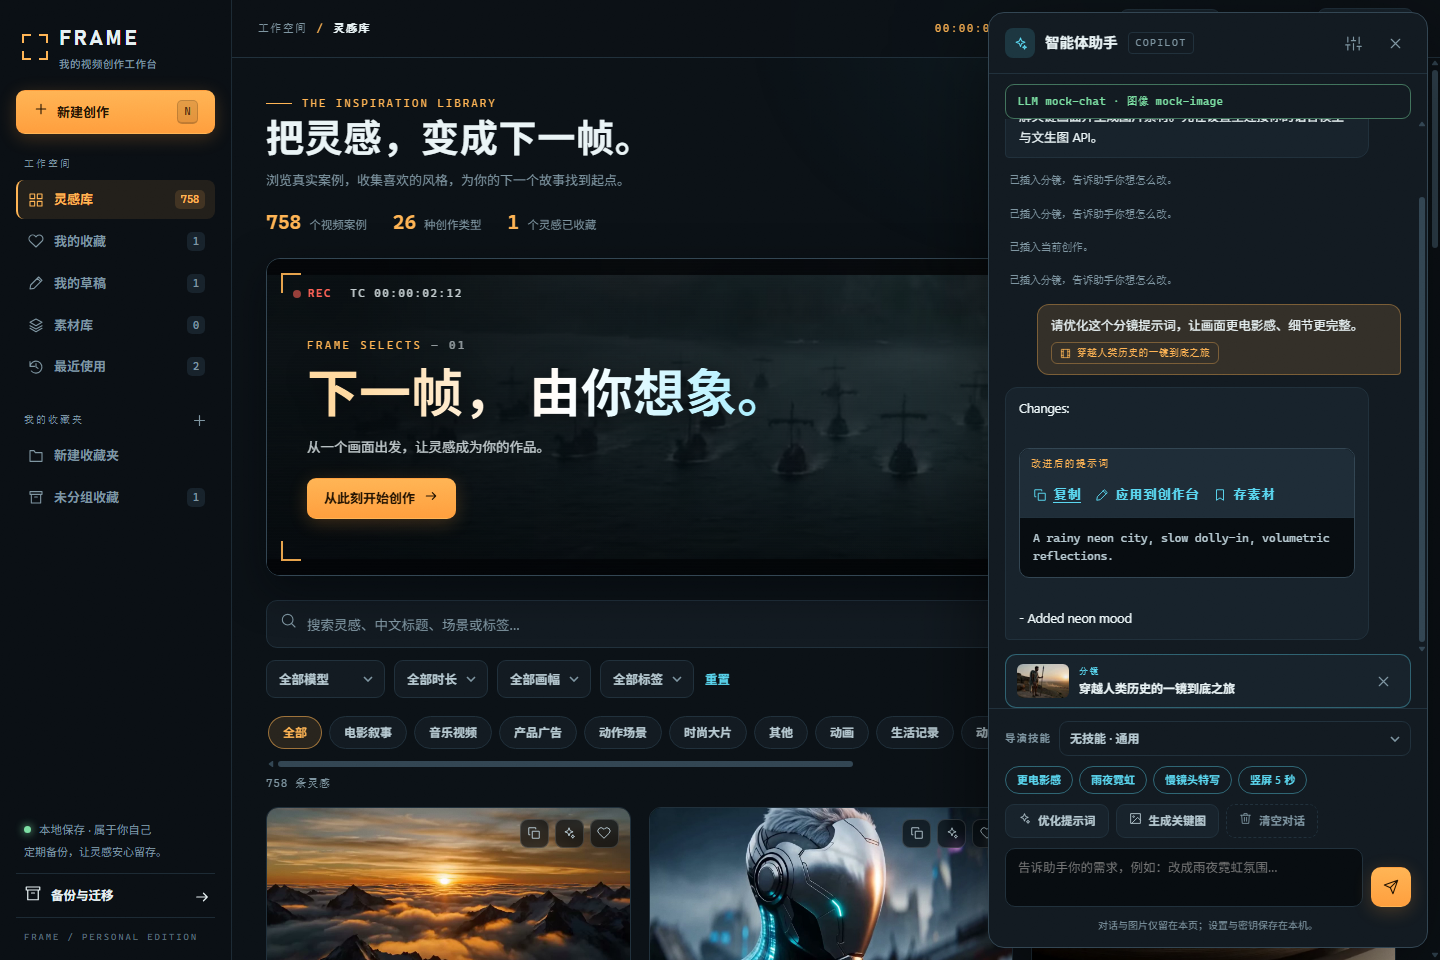 FRAME
我的视频创作工作台
新建创作 N
工作空间
灵感库 758
我的收藏 1
我的草稿 1
素材库 0
最近使用 2
我的收藏夹
新建收藏夹
未分组收藏 1
本地保存 · 属于你自己
定期备份，让灵感安心留存。
备份与迁移
FRAME / PERSONAL EDITION
工作空间 / 灵感库
00:00:0
THE INSPIRATION LIBRARY
把灵感，变成下一帧。
浏览真实案例，收集喜欢的风格，为你的下一个故事找到起点。
758 个视频案例 26 种创作类型 1 个灵感已收藏
REC TC 00:00:02:12
FRAME SELECTS — 01
下一帧， 由你想象。
从一个画面出发，让灵感成为你的作品。
从此刻开始创作
搜索灵感、中文标题、场景或标签...
全部模型 全部时长 全部画幅 全部标签 重置
全部 电影叙事 音乐视频 产品广告 动作场景 时尚大片 其他 动画 生活记录 动
758 条灵感
智能体助手 COPILOT
LLM mock-chat · 图像 mock-image
与文生图 API。
已插入分镜，告诉助手你想怎么改。
已插入分镜，告诉助手你想怎么改。
已插入当前创作。
已插入分镜，告诉助手你想怎么改。
请优化这个分镜提示词，让画面更电影感、细节更完整。
穿越人类历史的一镜到底之旅
Changes:
改进后的提示词
复制 应用到创作台 存素材
A rainy neon city, slow dolly-in, volumetric
reflections.
- Added neon mood
分镜
穿越人类历史的一镜到底之旅
导演技能 无技能 · 通用
更电影感 雨夜霓虹 慢镜头特写 竖屏 5 秒
优化提示词 生成关键图 清空对话
告诉助手你的需求，例如：改成雨夜霓虹氛围...
对话与图片仅留在本页；设置与密钥保存在本机。